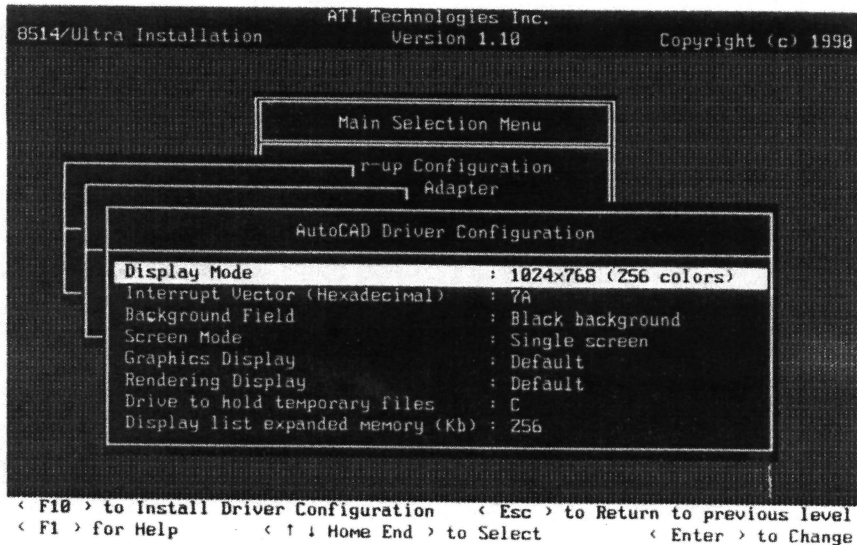 ATI Technologies Inc.
8514/Ultra Installation Version 1.10 Copyright (c) 1990
Main Selection Menu
r-up Configuration
Adapter
AutoCAD Driver Configuration
Display Mode : 1024x768 (256 colors)
Interrupt Vector (Hexadecimal) : 7A
Background Field : Black background
Screen Mode : Single screen
Graphics Display : Default
Rendering Display : Default
Drive to hold temporary files : C
Display list expanded memory (Kb) : 256
< F10 > to Install Driver Configuration < Esc > to Return to previous level
< F1 > for Help < ↑ ↓ Home End > to Select < Enter > to Change